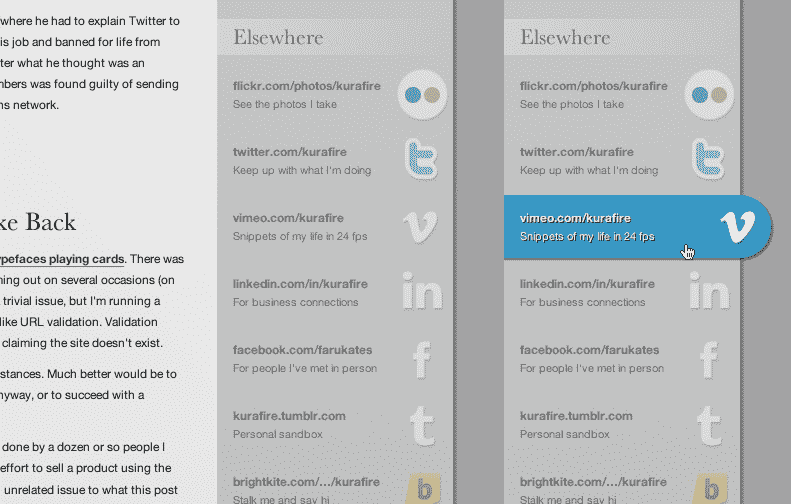 where he had to explain Twitter to
is job and banned for life from
ter what he thought was an
nbers was found guilty of sending
ns network.
ke Back
ypefaces playing cards. There was
ning out on several occasions (on
trivial issue, but I'm running a
like URL validation. Validation
claiming the site doesn't exist.
stances. Much better would be to
nyway, or to succeed with a
done by a dozen or so people I
effort to sell a product using the
unrelated issue to what this post
Elsewhere
flickr.com/photos/kurafire
See the photos I take
twitter.com/kurafire
Keep up with what I'm doing
t
vimeo.com/kurafire
Snippets of my life in 24 fps
v
linkedin.com/in/kurafire
For business connections
in
facebook.com/farukates
For people I've met in person
f
kurafire.tumblr.com
Personal sandbox
t
brightkite.com/.../kurafire
Stalk me and say hi
b
Elsewhere
flickr.com/photos/kurafire
See the photos I take
twitter.com/kurafire
Keep up with what I'm doing
t
vimeo.com/kurafire
Snippets of my life in 24 fps
v
linkedin.com/in/kurafire
For business connections
in
facebook.com/farukates
For people I've met in person
f
kurafire.tumblr.com
Personal sandbox
t
brightkite.com/.../kurafire
Stalk me and say hi
b